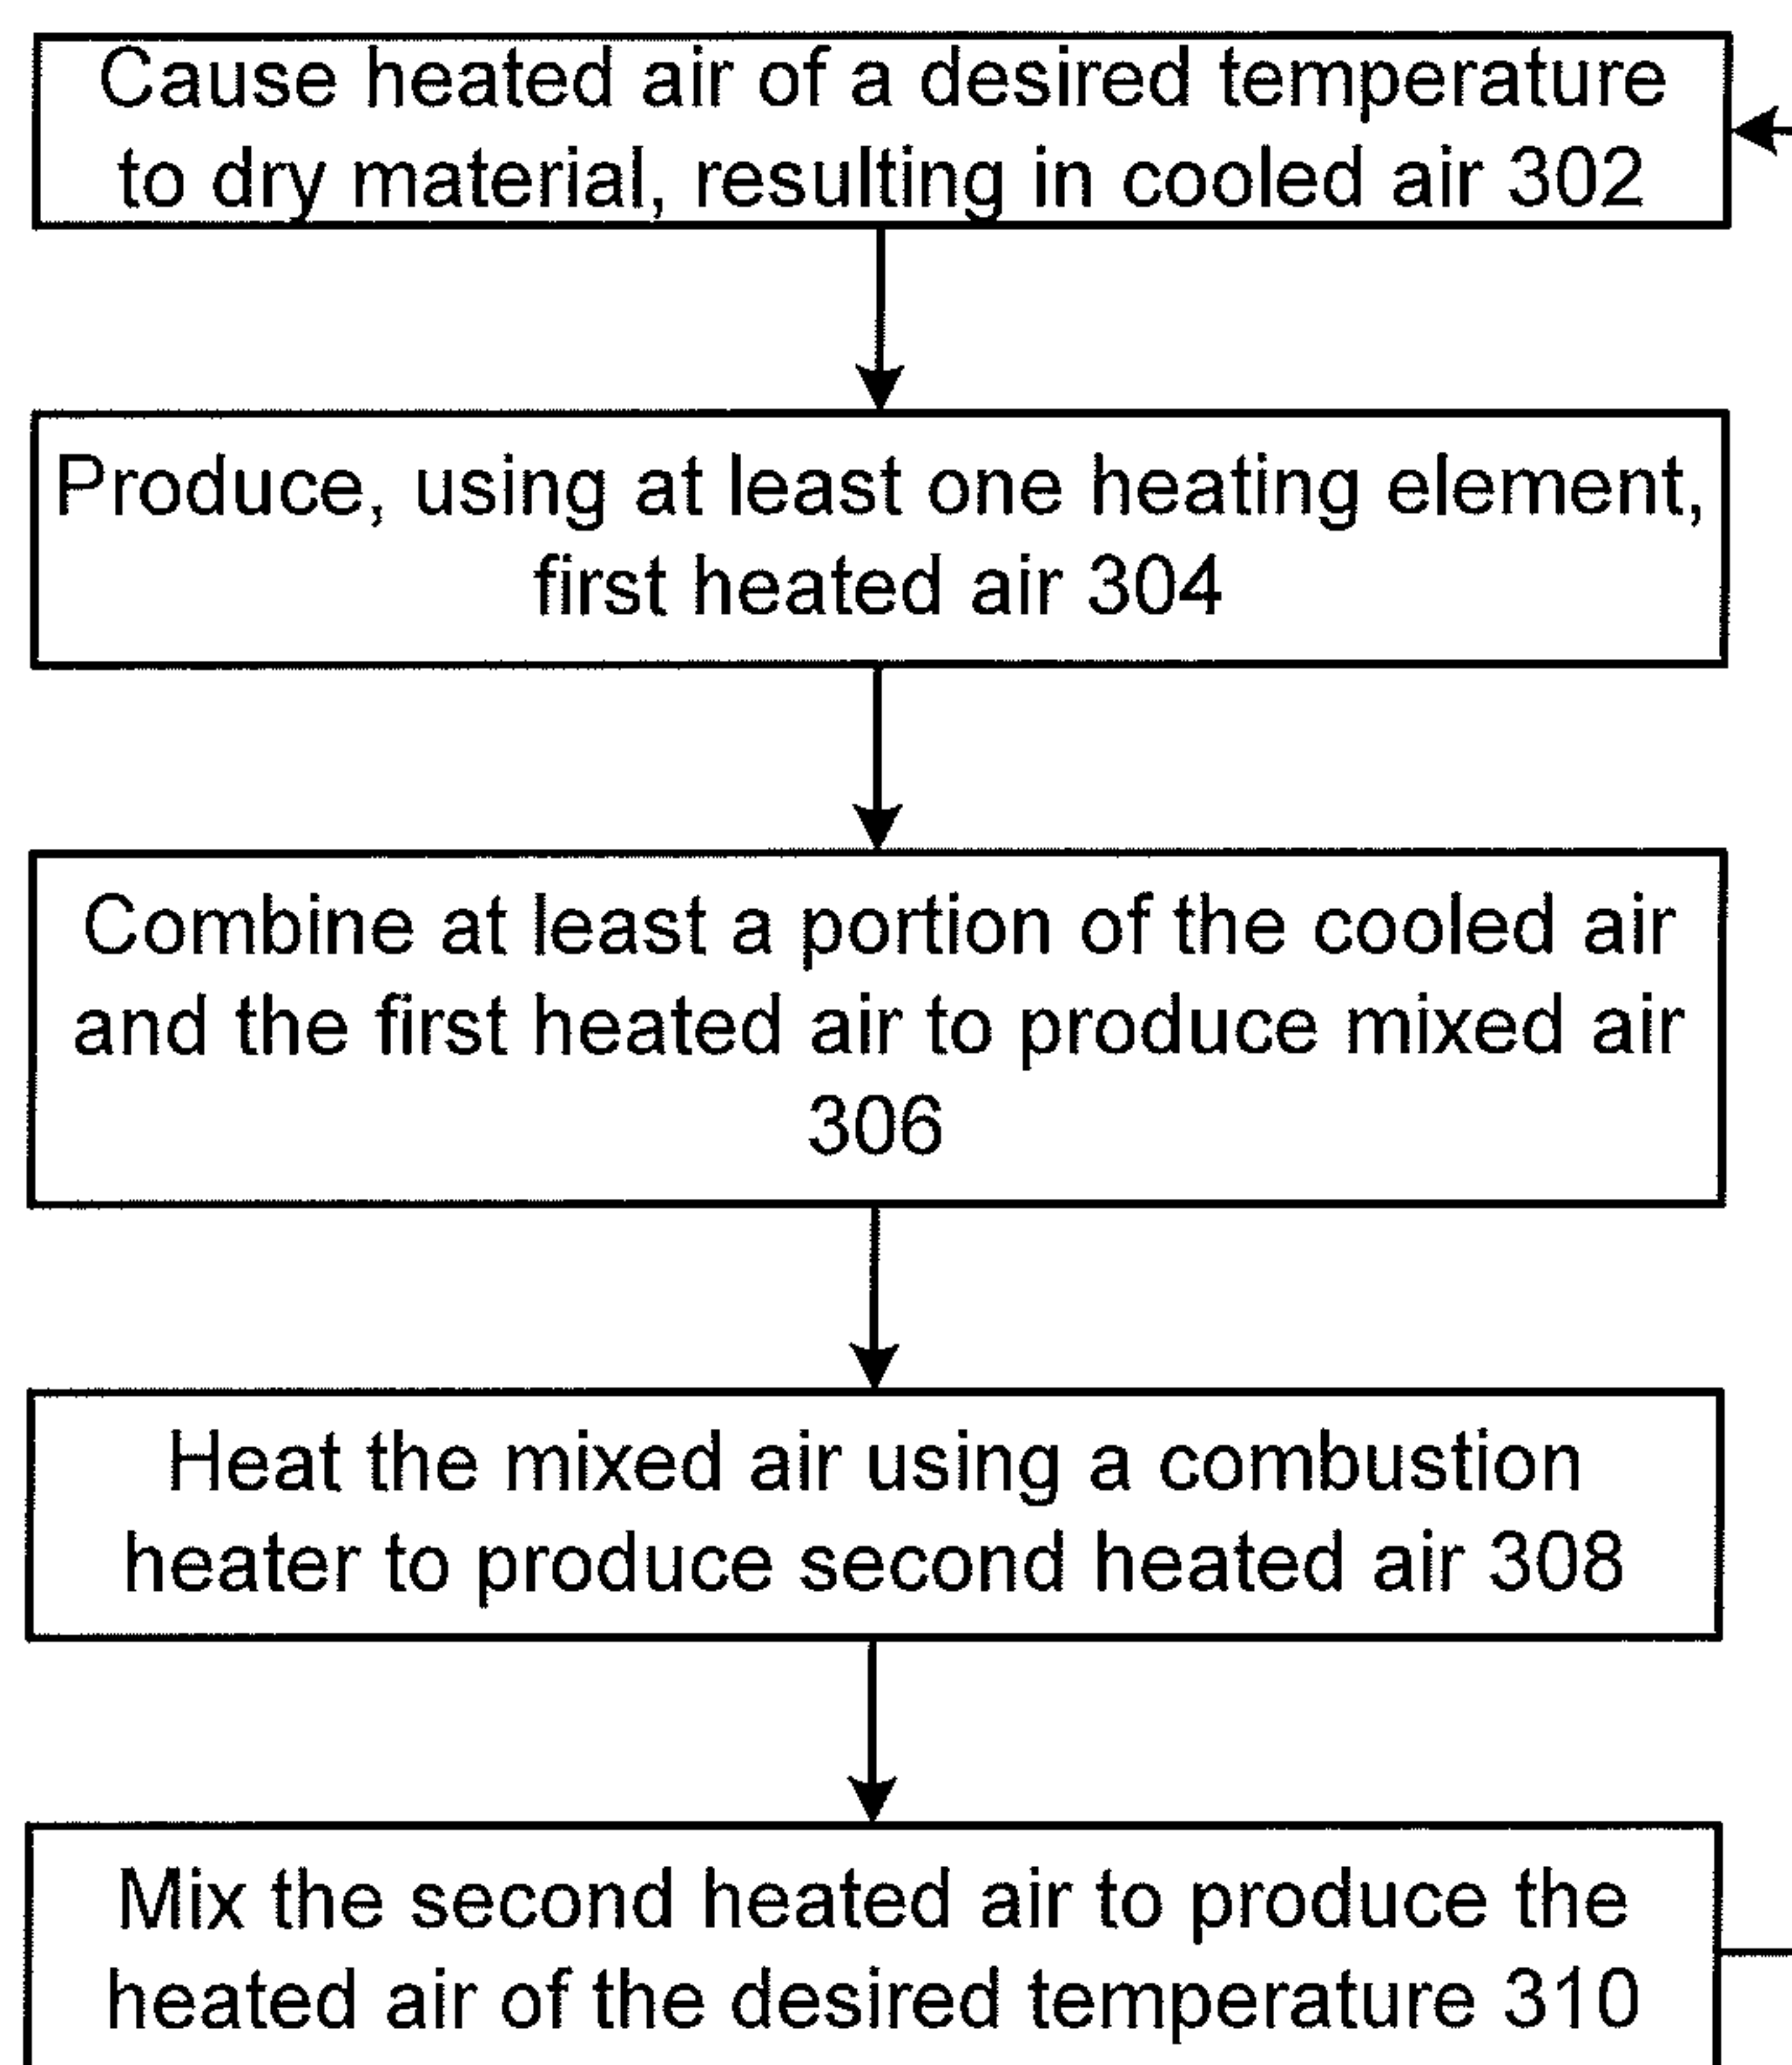 Cause heated air of a desired temperature
to dry material, resulting in cooled air 302
Produce, using at least one heating element,
first heated air 304
Combine at least a portion of the cooled air
and the first heated air to produce mixed air
306
Heat the mixed air using a combustion
heater to produce second heated air 308
Mix the second heated air to produce the
heated air of the desired temperature 310